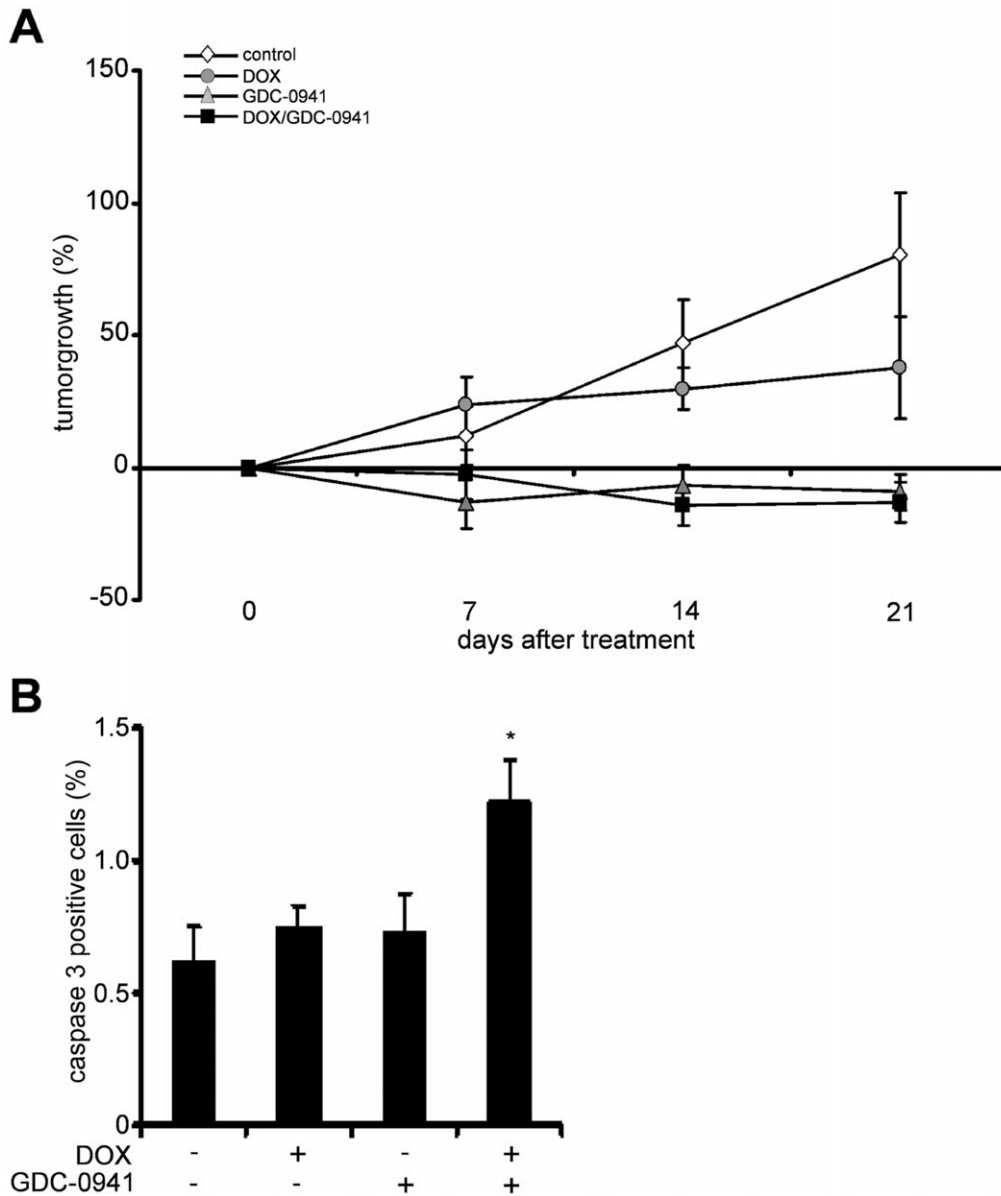 A
control
DOX
GDC-0941
DOX/GDC-0941
150
100
50
0
-50
tumorgrowth (%)
0 7 14 21
days after treatment
B
1.5
1.0
0.5
0
caspase 3 positive cells (%)
*
DOX - + - +
GDC-0941 - - + +